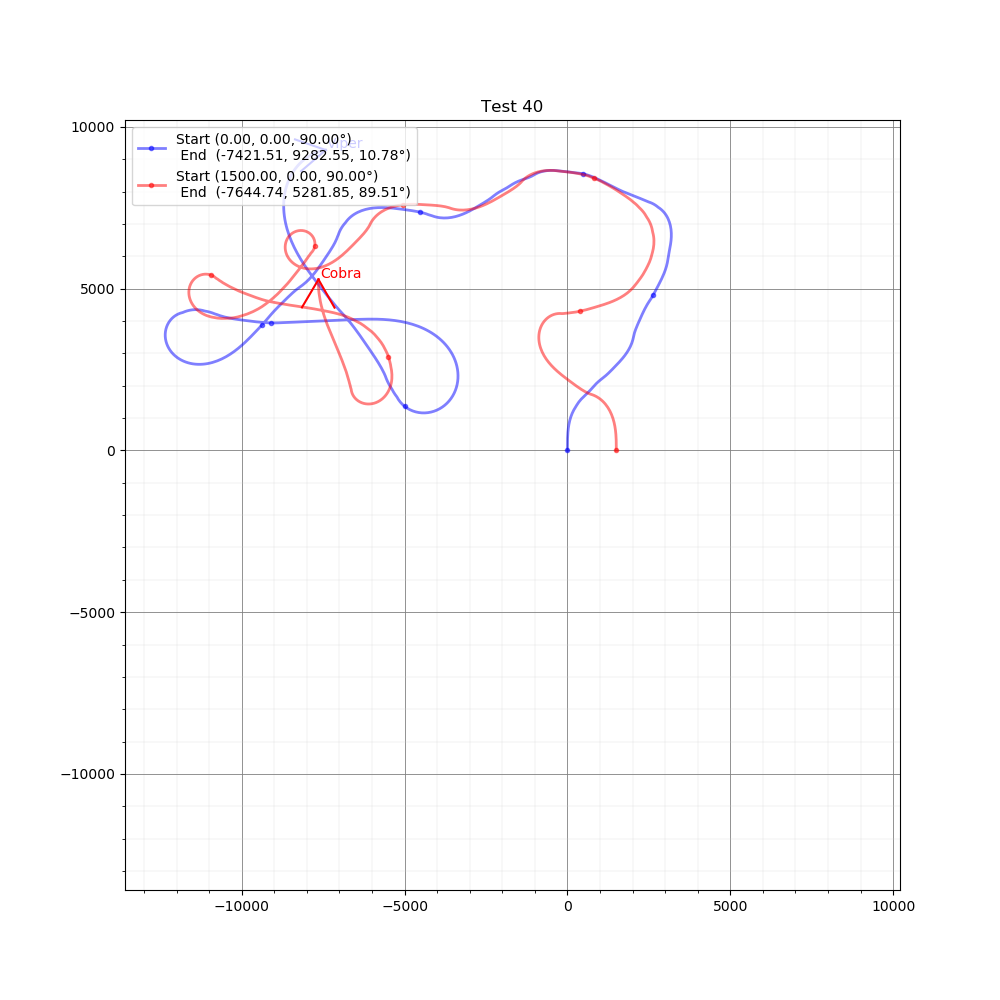 Test 40
10000
5000
0
−5000
−10000
Start (0.00, 0.00, 90.00°)
End (-7421.51, 9282.55, 10.78°)
Start (1500.00, 0.00, 90.00°)
End (-7644.74, 5281.85, 89.51°)
Cobra
−10000 −5000 0 5000 10000